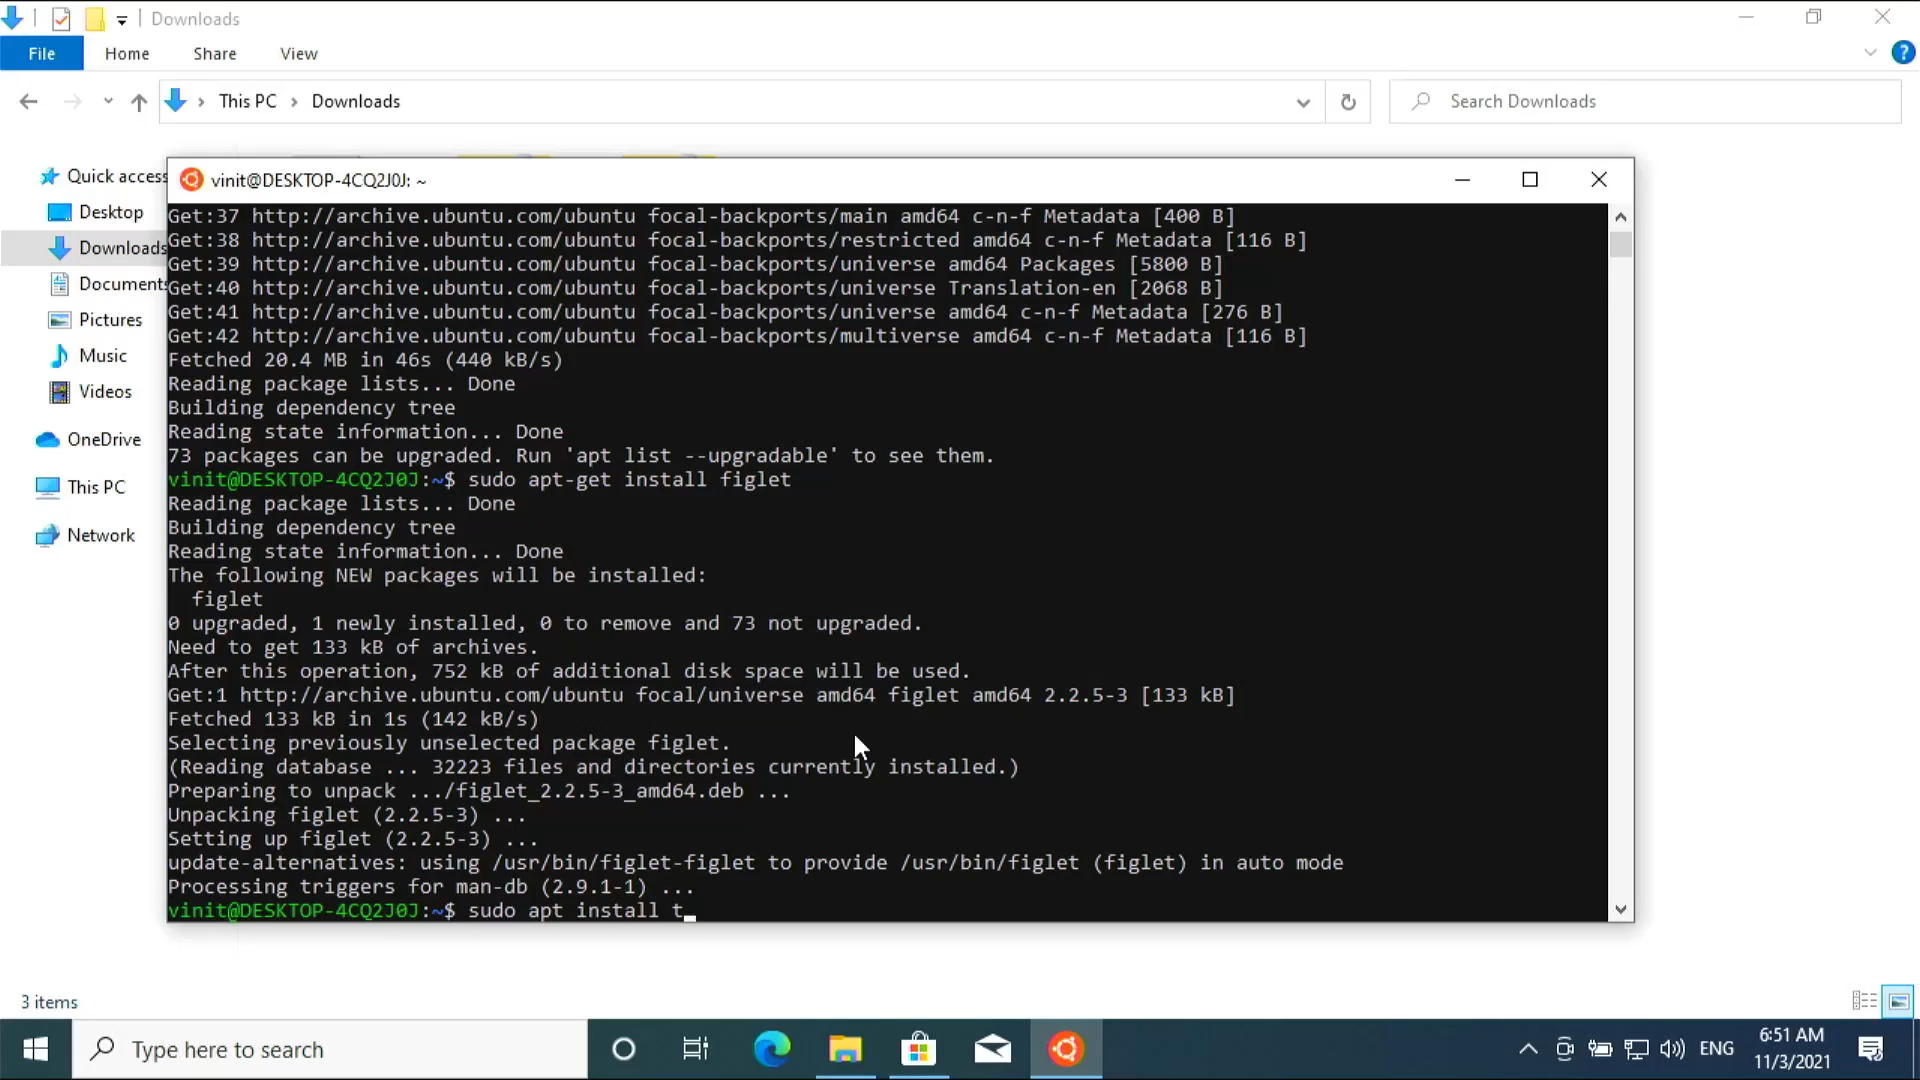 Downloads
File Home Share View
This PC Downloads
Search Downloads
Quick access
Desktop
Downloads
Documents
Pictures
Music
Videos
OneDrive
This PC
Network
vinit@DESKTOP-4CQ2J0J: ~
Get:37 http://archive.ubuntu.com/ubuntu focal-backports/main amd64 c-n-f Metadata [400 B]
Get:38 http://archive.ubuntu.com/ubuntu focal-backports/restricted amd64 c-n-f Metadata [116 B]
Get:39 http://archive.ubuntu.com/ubuntu focal-backports/universe amd64 Packages [5800 B]
Get:40 http://archive.ubuntu.com/ubuntu focal-backports/universe Translation-en [2068 B]
Get:41 http://archive.ubuntu.com/ubuntu focal-backports/universe amd64 c-n-f Metadata [276 B]
Get:42 http://archive.ubuntu.com/ubuntu focal-backports/multiverse amd64 c-n-f Metadata [116 B]
Fetched 20.4 MB in 46s (440 kB/s)
Reading package lists... Done
Building dependency tree
Reading state information... Done
73 packages can be upgraded. Run 'apt list --upgradable' to see them.
vinit@DESKTOP-4CQ2J0J:~$ sudo apt-get install figlet
Reading package lists... Done
Building dependency tree
Reading state information... Done
The following NEW packages will be installed:
figlet
0 upgraded, 1 newly installed, 0 to remove and 73 not upgraded.
Need to get 133 kB of archives.
After this operation, 752 kB of additional disk space will be used.
Get:1 http://archive.ubuntu.com/ubuntu focal/universe amd64 figlet amd64 2.2.5-3 [133 kB]
Fetched 133 kB in 1s (142 kB/s)
Selecting previously unselected package figlet.
(Reading database ... 32223 files and directories currently installed.)
Preparing to unpack .../figlet_2.2.5-3_amd64.deb ...
Unpacking figlet (2.2.5-3) ...
Setting up figlet (2.2.5-3) ...
update-alternatives: using /usr/bin/figlet-figlet to provide /usr/bin/figlet (figlet) in auto mode
Processing triggers for man-db (2.9.1-1) ...
vinit@DESKTOP-4CQ2J0J:~$ sudo apt install t
3 items
Type here to search
ENG
6:51 AM
11/3/2021